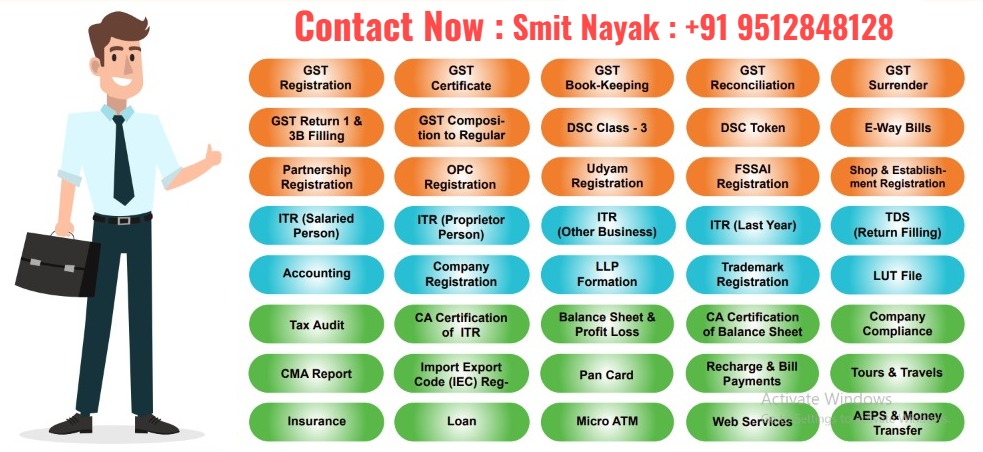 Contact Now : Smit Nayak : +91 9512848128
GST
Registration
GST
Certificate
GST
Book-Keeping
GST
Reconciliation
GST
Surrender
GST Return 1 &
3B Filling
GST Composi-
tion to Regular
DSC Class - 3
DSC Token
E-Way Bills
Partnership
Registration
OPC
Registration
Udyam
Registration
FSSAI
Registration
Shop & Establish-
ment Registration
ITR (Salaried
Person)
ITR (Proprietor
Person)
ITR
(Other Business)
ITR (Last Year)
TDS
(Return Filling)
Accounting
Company
Registration
LLP
Formation
Trademark
Registration
LUT File
Tax Audit
CA Certification
of ITR
Balance Sheet &
Profit Loss
CA Certification
of Balance Sheet
Company
Compliance
CMA Report
Import Export
Code (IEC) Reg-
Pan Card
Recharge & Bill
Payments
Tours & Travels
Activate Windows
Insurance
Loan
Micro ATM
Web Services
AEPS & Money
Transfer